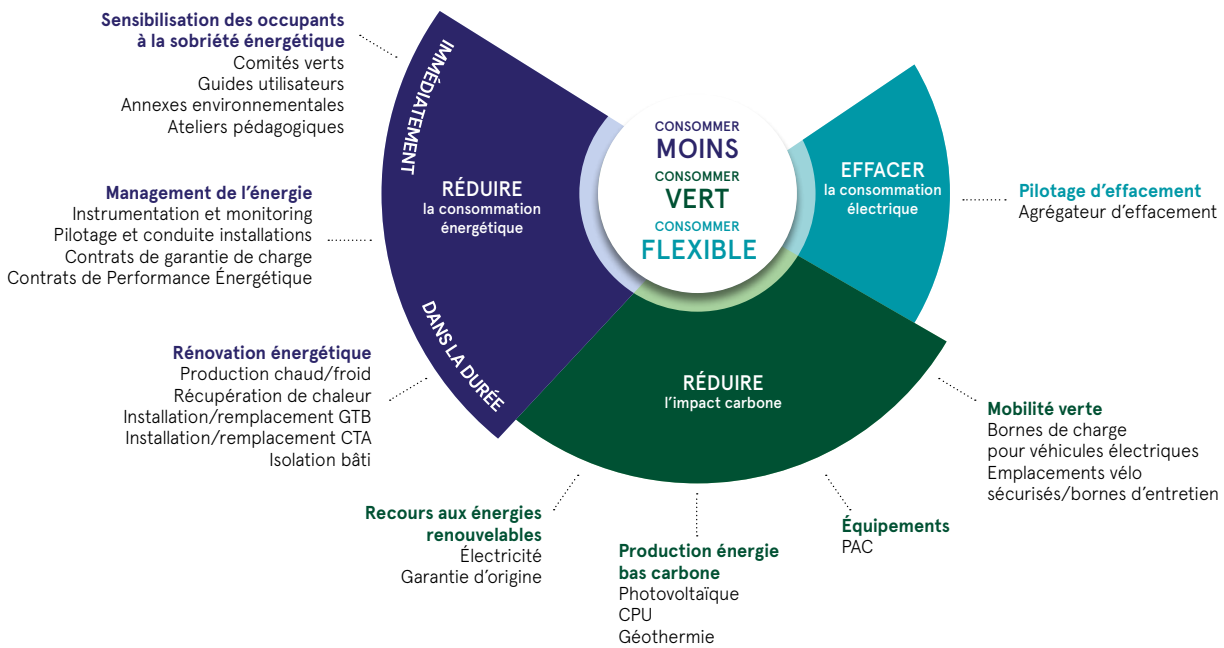 Sensibilisation des occupants
à la sobriété énergétique
Comités verts
Guides utilisateurs
Annexes environnementales
Ateliers pédagogiques
Management de l'énergie
Instrumentation et monitoring
Pilotage et conduite installations
Contrats de garantie de charge
Contrats de Performance Énergétique
Rénovation énergétique
Production chaud/froid
Récupération de chaleur
Installation/remplacement GTB
Installation/remplacement CTA
Isolation bâti
IMMÉDIATEMENT
DANS LA DURÉE
RÉDUIRE
la consommation
énergétique
CONSOMMER
MOINS
CONSOMMER
VERT
CONSOMMER
FLEXIBLE
EFFACER
la consommation
électrique
Pilotage d'effacement
Agrégateur d'effacement
RÉDUIRE
l'impact carbone
Recours aux énergies
renouvelables
Électricité
Garantie d'origine
Production énergie
bas carbone
Photovoltaïque
CPU
Géothermie
Équipements
PAC
Mobilité verte
Bornes de charge
pour véhicules électriques
Emplacements vélo
sécurisés/bornes d'entretien